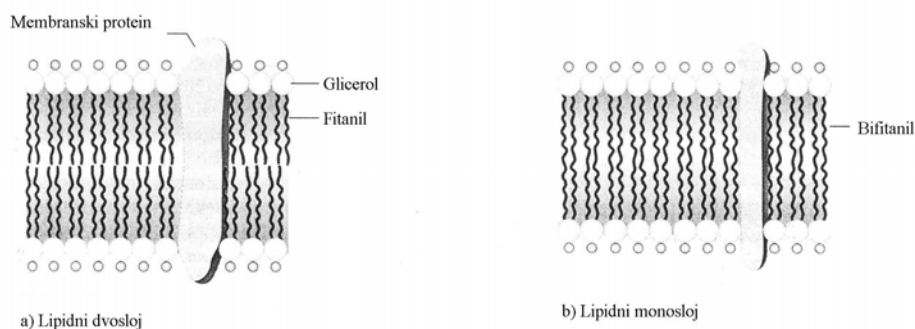 Membranski protein
Glicerol
Fitanil
Bifitanil
a) Lipidni dvosloj
b) Lipidni monosloj